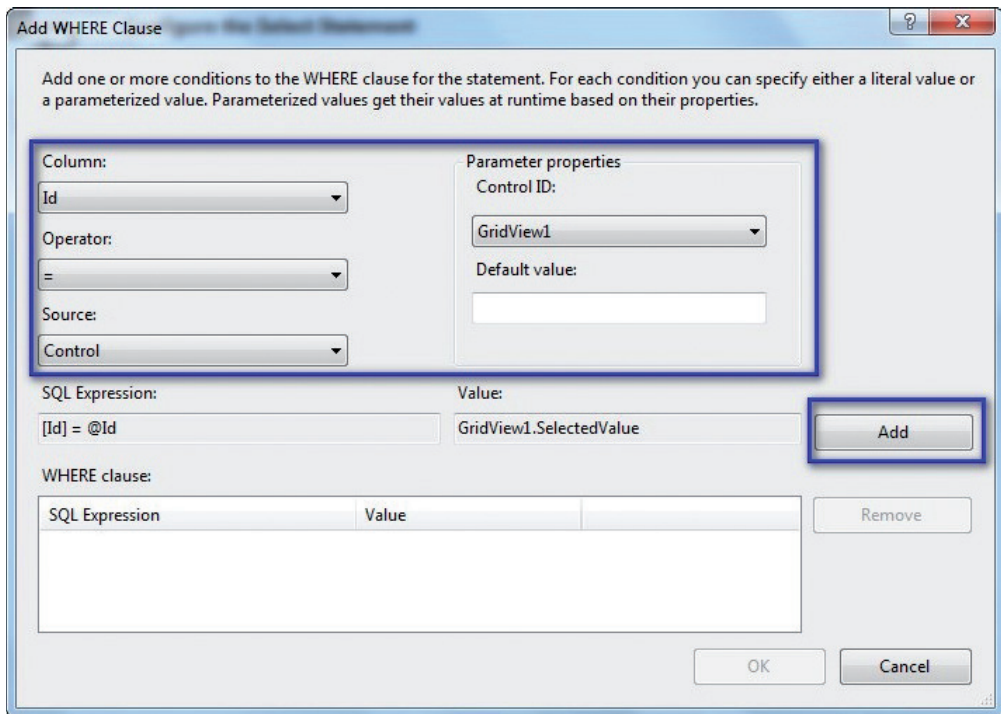 Add WHERE Clause
Add one or more conditions to the WHERE clause for the statement. For each condition you can specify either a literal value or
a parameterized value. Parameterized values get their values at runtime based on their properties.
Column:
Id
Operator:
=
Source:
Control
Parameter properties
Control ID:
GridView1
Default value:
SQL Expression:
[Id] = @Id
Value:
GridView1.SelectedValue
Add
WHERE clause:
SQL Expression Value
Remove
OK Cancel